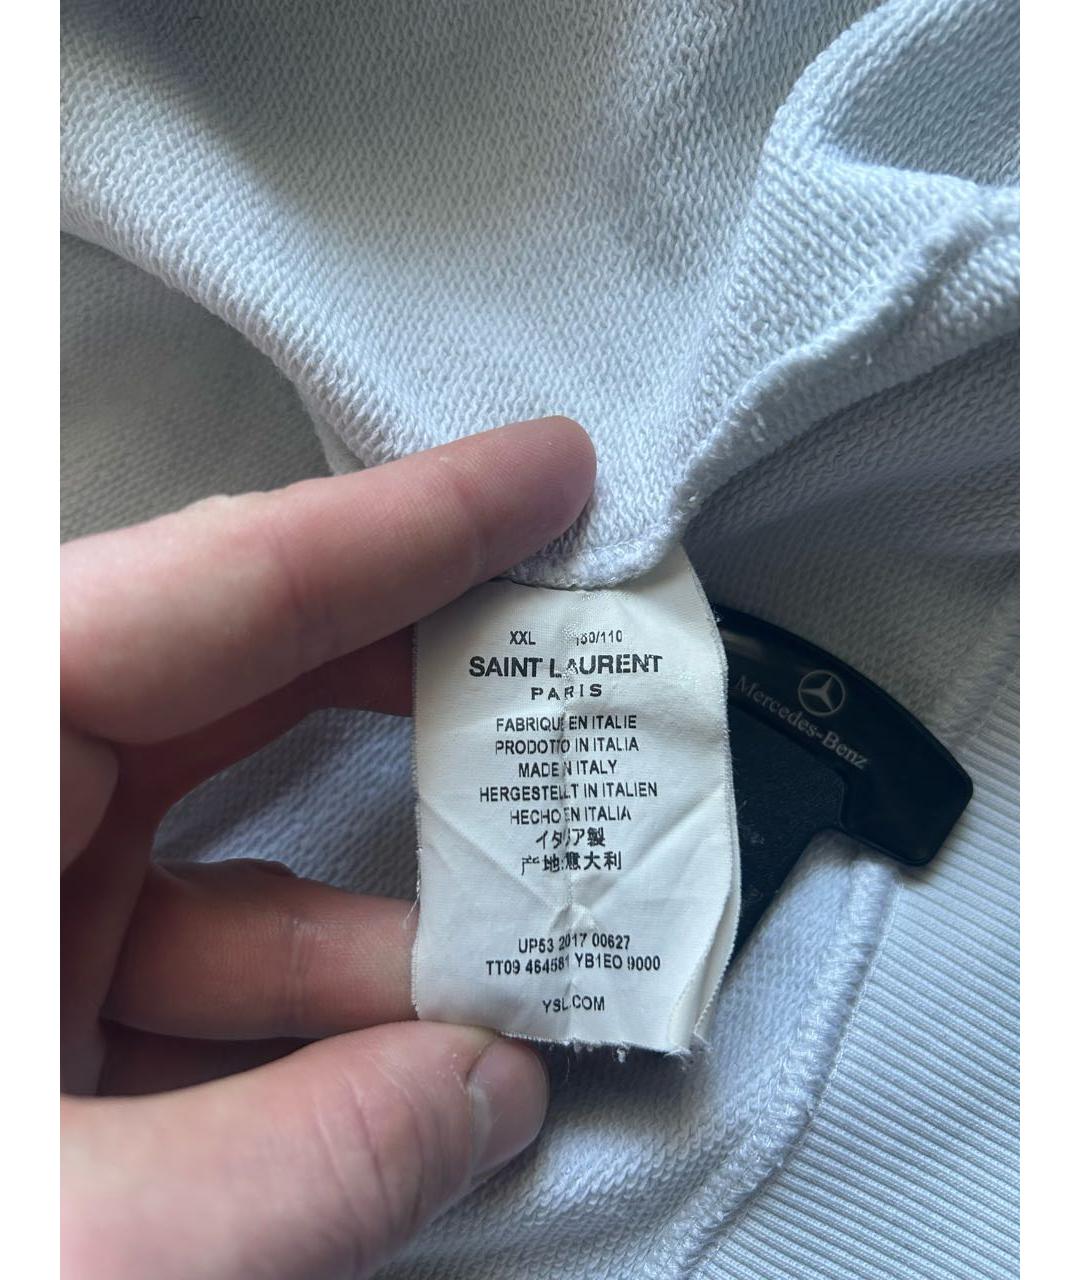 XXL 180/110
SAINT LAURENT
PARIS
FABRIQUE EN ITALIE
PRODOTTO IN ITALIA
MADE IN ITALY
HERGESTELLT IN ITALIEN
HECHO EN ITALIA
イタリア製
产地:意大利
UP53 2017 00627
TT09 464581 YB1EO 9000
YSL.COM
Mercedes-Benz